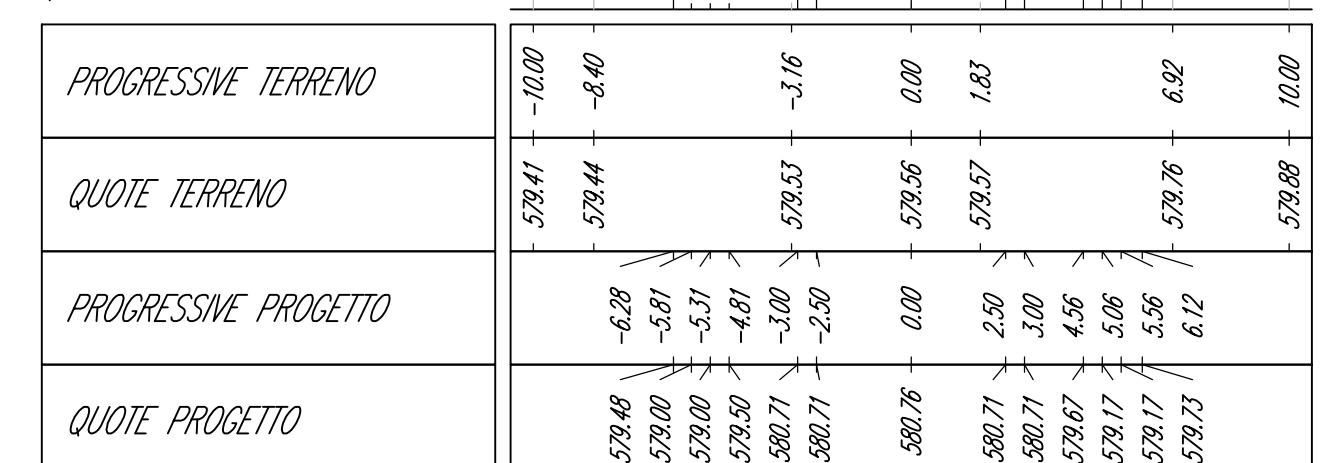 PROGRESSIVE TERRENO -10.00 -8.40 -3.16 0.00 1.83 6.92 10.00
QUOTE TERRENO 579.41 579.44 579.53 579.56 579.57 579.76 579.88
PROGRESSIVE PROGETTO -6.28 -5.81 -5.31 -4.81 -3.00 -2.50 0.00 2.50 3.00 4.56 5.06 5.56 6.12
QUOTE PROGETTO 579.48 579.00 579.00 579.50 580.71 580.71 580.76 580.71 580.71 579.67 579.17 579.17 579.73